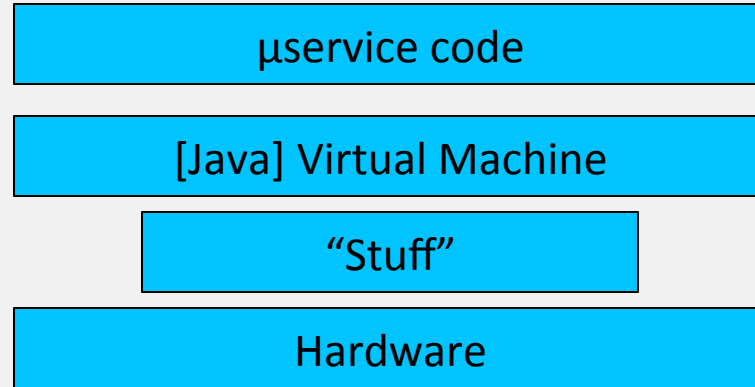 µservice code
[Java] Virtual Machine
“Stuff”
Hardware